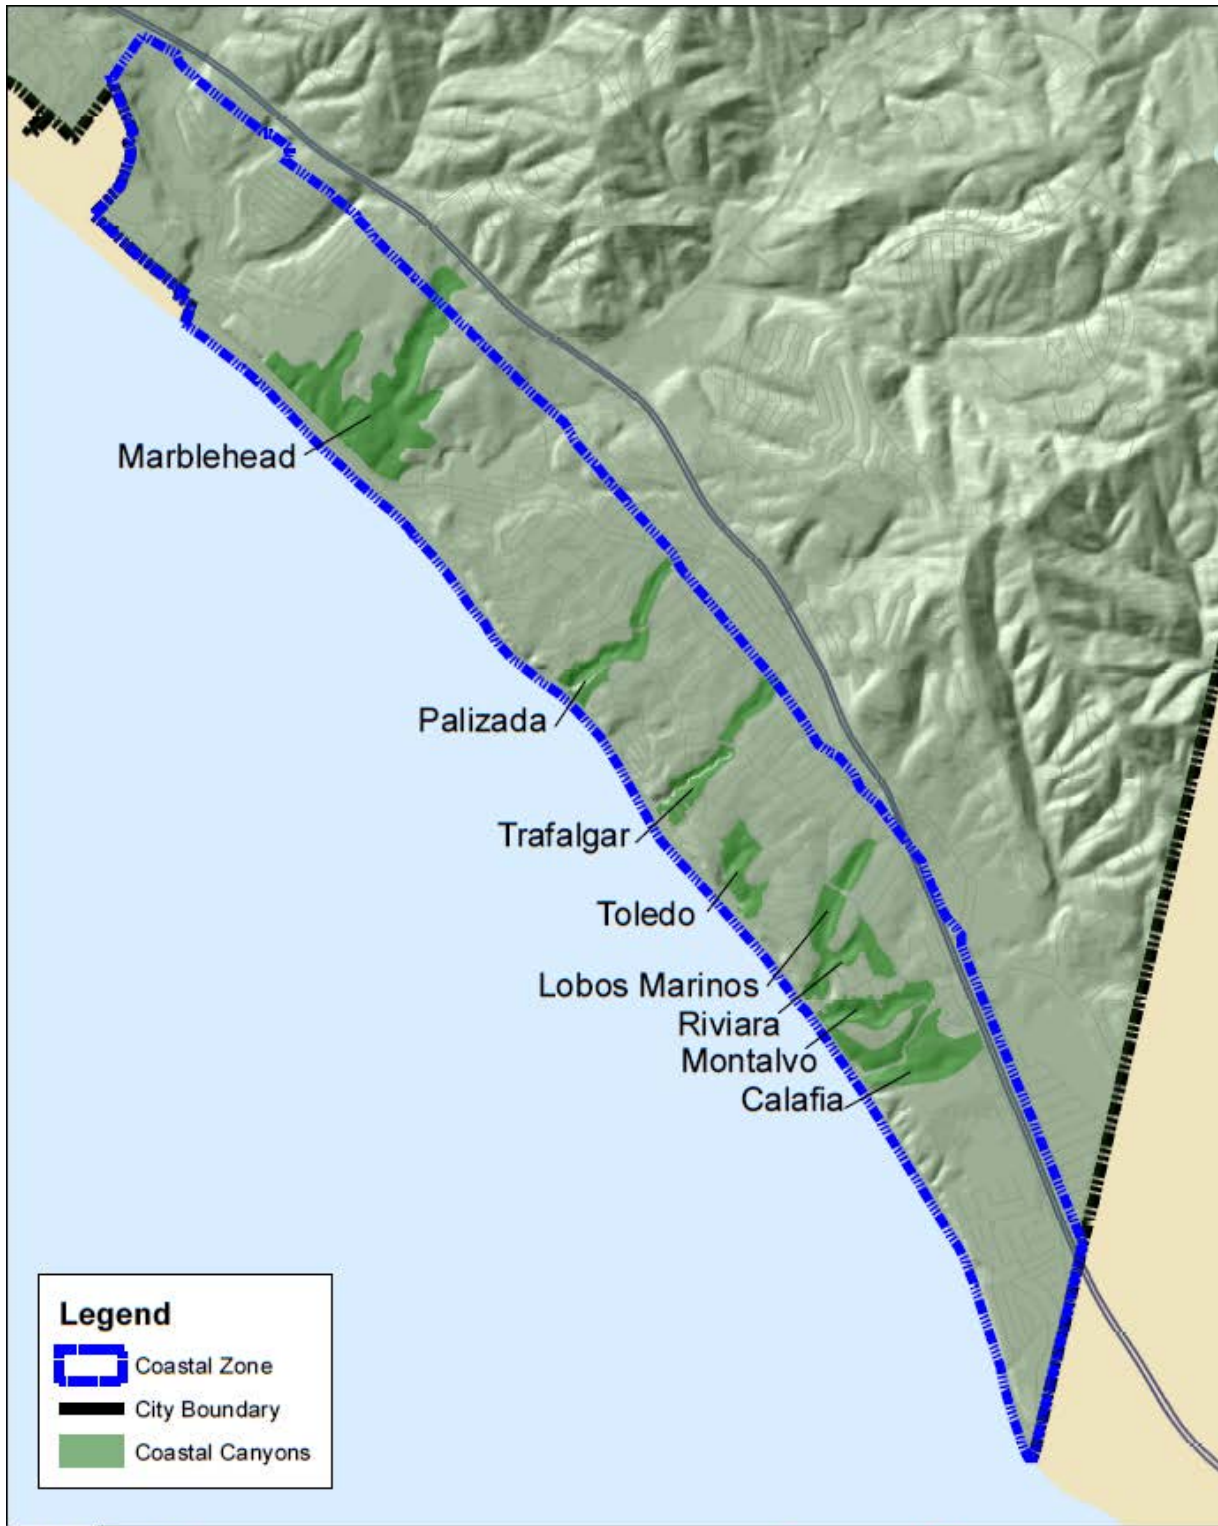 Marblehead
Palizada
Trafalgar
Toledo
Lobos Marinos
Riviara
Montalvo
Calafia
Legend
Coastal Zone
City Boundary
Coastal Canyons